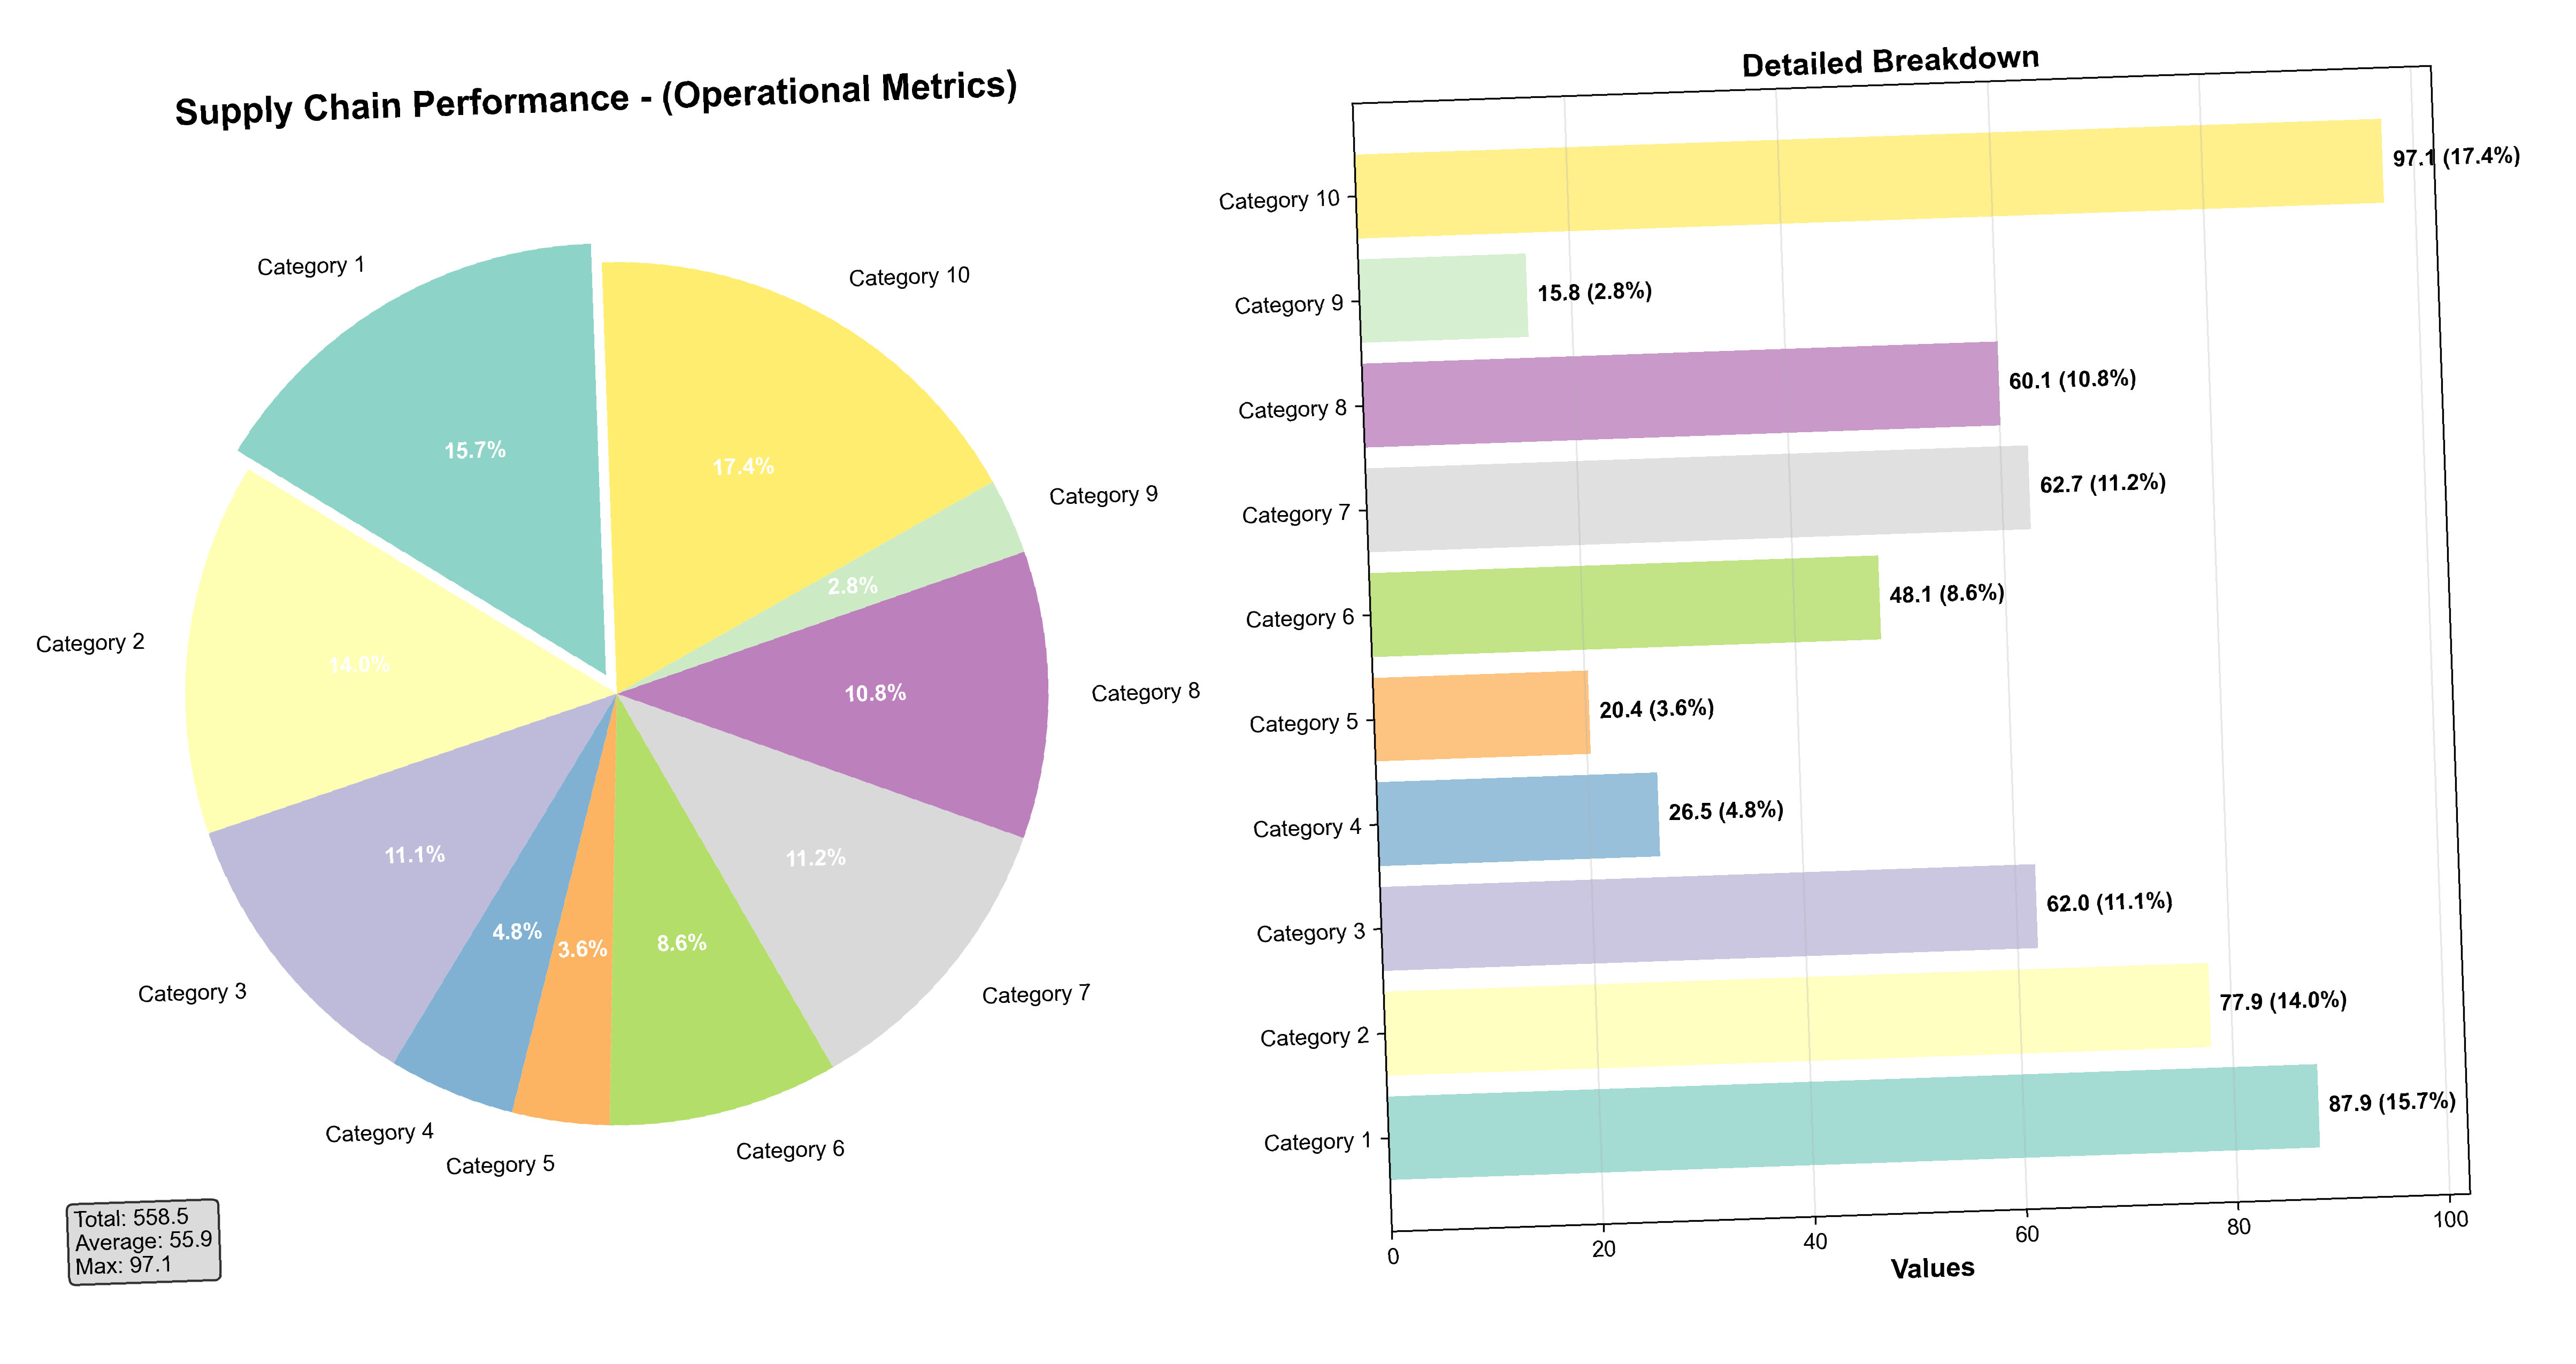 Supply Chain Performance - (Operational Metrics)
Category 1
Category 10
Category 9
Category 2
Category 8
Category 3
Category 7
Category 4
Category 5
Category 6
15.7%
17.4%
2.8%
14.0%
10.8%
11.1%
11.2%
4.8%
3.6%
8.6%
Total: 558.5
Average: 55.9
Max: 97.1
Detailed Breakdown
Category 10
97.1 (17.4%)
Category 9
15.8 (2.8%)
Category 8
60.1 (10.8%)
Category 7
62.7 (11.2%)
Category 6
48.1 (8.6%)
Category 5
20.4 (3.6%)
Category 4
26.5 (4.8%)
Category 3
62.0 (11.1%)
Category 2
77.9 (14.0%)
Category 1
87.9 (15.7%)
0
20
40
60
80
100
Values